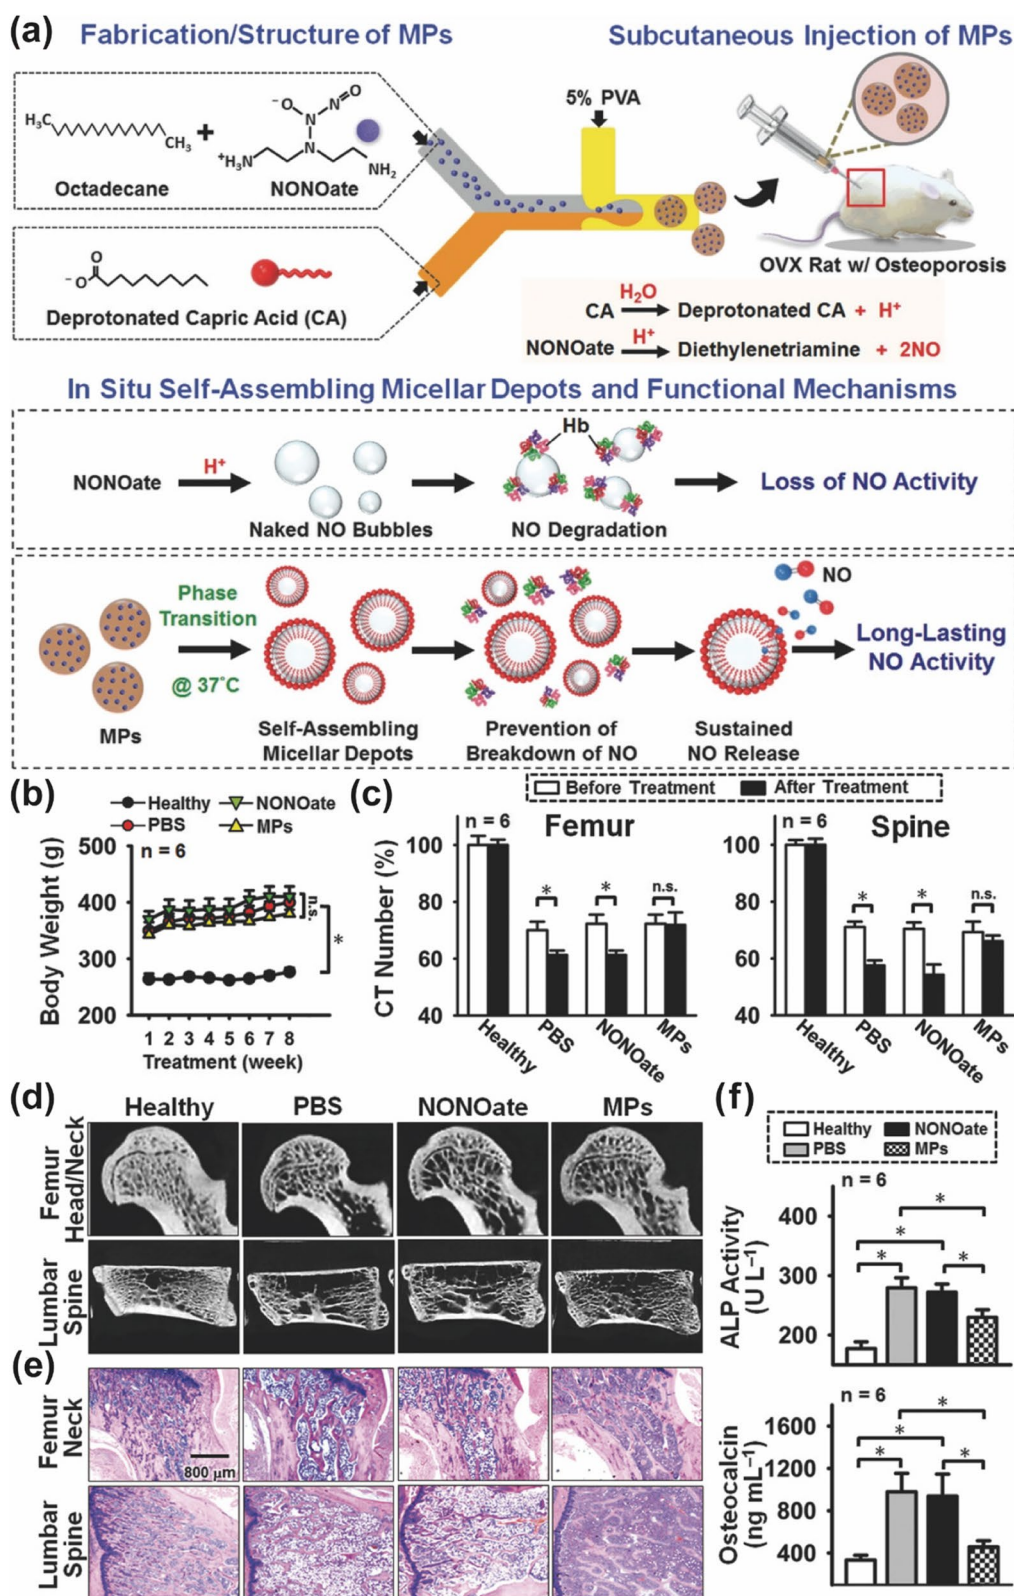 (a)
Fabrication/Structure of MPs
Subcutaneous Injection of MPs
H₃C
CH₃
+
⁻O
N
N=O
N
N
⁺H₃N
NH₂
Octadecane
NONOate
5% PVA
O
⁻O
Deprotonated Capric Acid (CA)
OVX Rat w/ Osteoporosis
CA H₂O Deprotonated CA + H⁺
NONOate H⁺ Diethylenetriamine + 2NO
In Situ Self-Assembling Micellar Depots and Functional Mechanisms
NONOate
H⁺
Naked NO Bubbles
Hb
NO Degradation
Loss of NO Activity
MPs
Phase
Transition
@ 37°C
Self-Assembling
Micellar Depots
Prevention of
Breakdown of NO
Sustained
NO Release
NO
Long-Lasting
NO Activity
(b)
Healthy
NONOate
PBS
MPs
n = 6
Body Weight (g)
500
400
300
200
n.s.
*
1 2 3 4 5 6 7 8
Treatment (week)
(c)
Before Treatment
After Treatment
n = 6
Femur
CT Number (%)
100
80
60
40
*
*
n.s.
Healthy
PBS
NONOate
MPs
n = 6
Spine
100
80
60
40
*
*
n.s.
Healthy
PBS
NONOate
MPs
(d)
Healthy
PBS
NONOate
MPs
Femur
Head/Neck
Lumbar
Spine
(e)
Femur
Neck
800 μm
Lumbar
Spine
(f)
Healthy
NONOate
PBS
MPs
n = 6
ALP Activity
(U L⁻¹)
400
300
200
*
*
*
*
n = 6
Osteocalcin
(ng mL⁻¹)
1600
1200
800
400
*
*
*
*